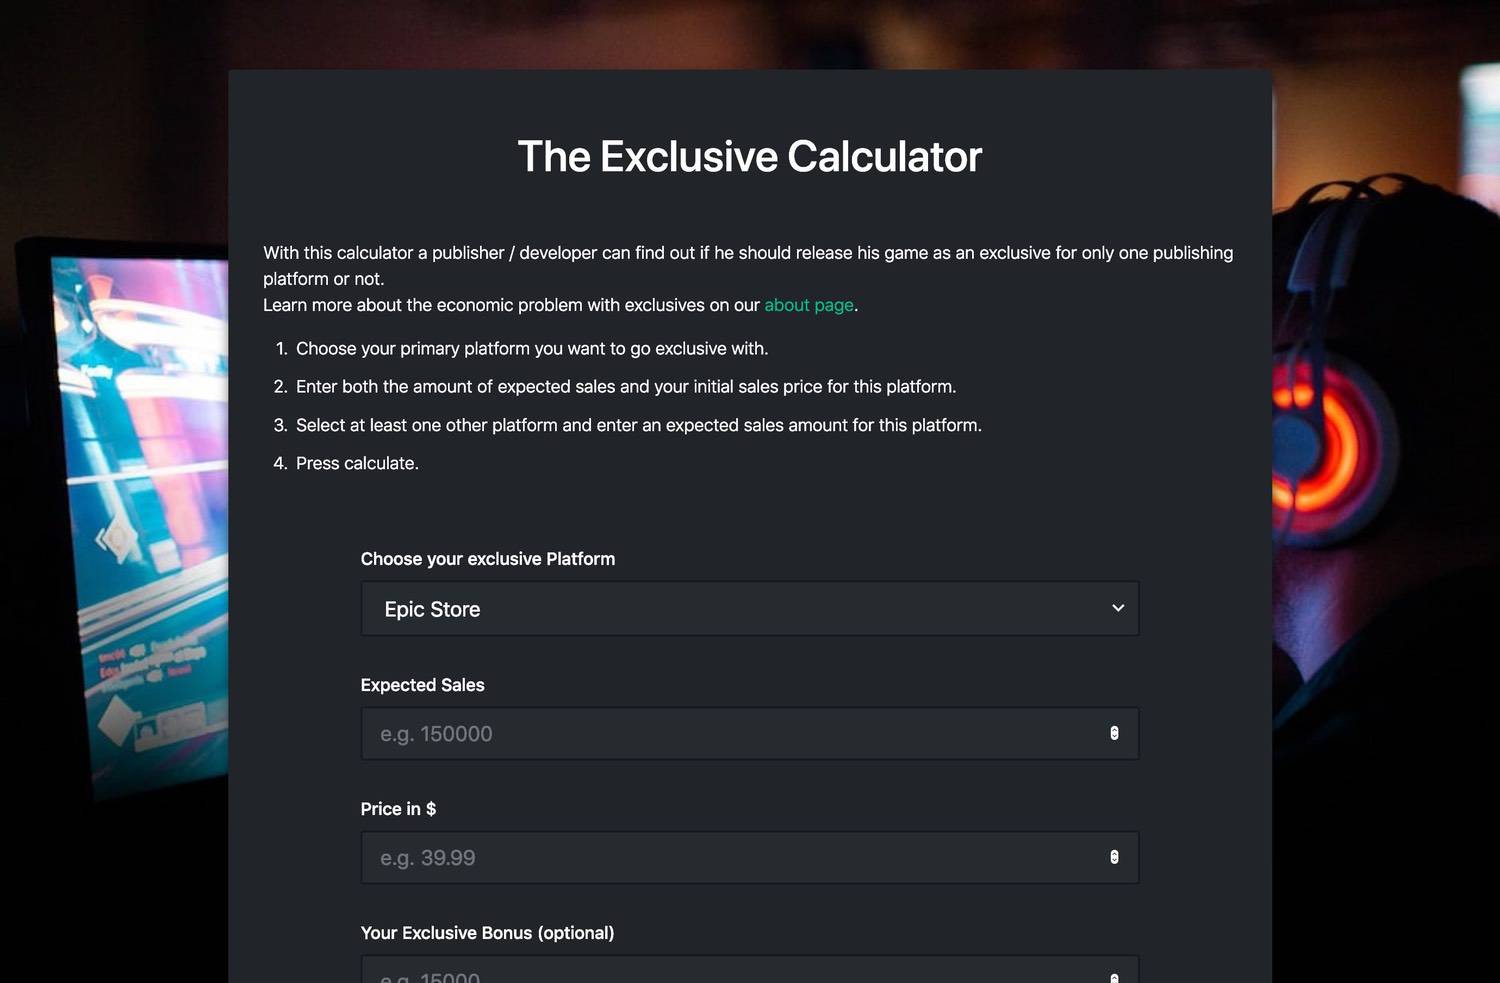 The Exclusive Calculator
With this calculator a publisher / developer can find out if he should release his game as an exclusive for only one publishing
platform or not.
Learn more about the economic problem with exclusives on our about page.
1. Choose your primary platform you want to go exclusive with.
2. Enter both the amount of expected sales and your initial sales price for this platform.
3. Select at least one other platform and enter an expected sales amount for this platform.
4. Press calculate.
Choose your exclusive Platform
Epic Store
Expected Sales
e.g. 150000
Price in $
e.g. 39.99
Your Exclusive Bonus (optional)
e.g. 15000